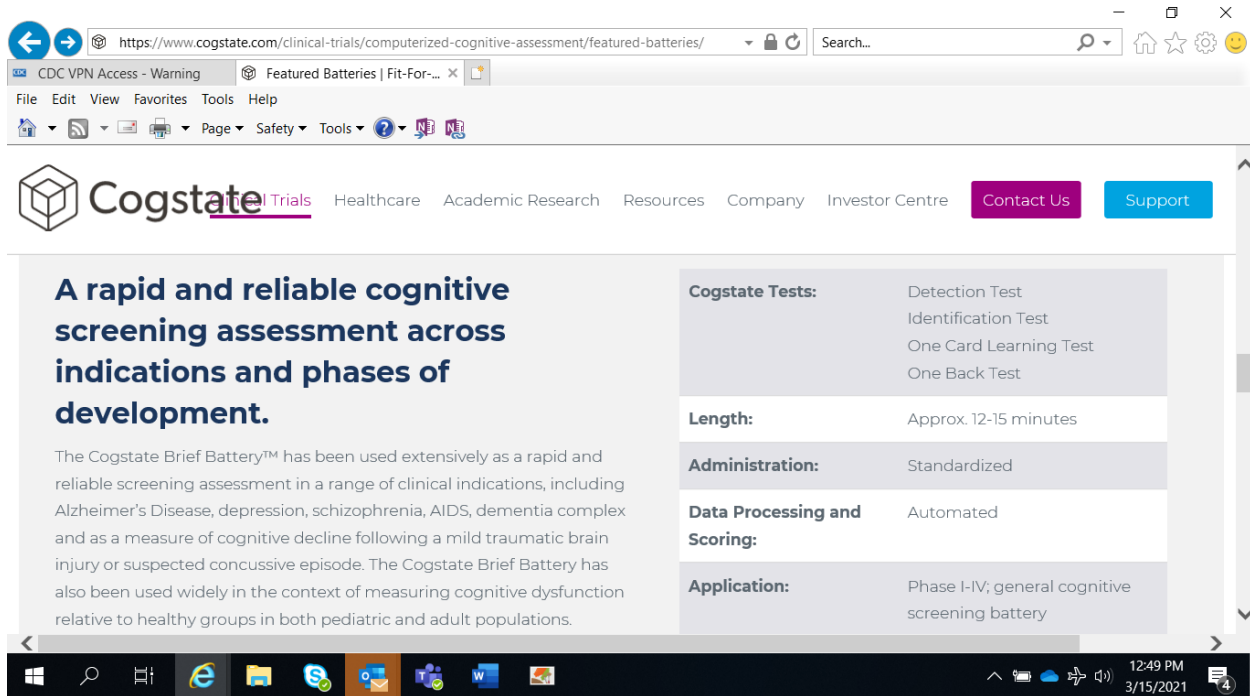 https://www.cogstate.com/clinical-trials/computerized-cognitive-assessment/featured-batteries/
Search...
CDC VPN Access - Warning
Featured Batteries | Fit-For-...
File Edit View Favorites Tools Help
Page Safety Tools
Cogstate
Clinical Trials Healthcare Academic Research Resources Company Investor Centre Contact Us Support
A rapid and reliable cognitive
screening assessment across
indications and phases of
development.
The Cogstate Brief Battery™ has been used extensively as a rapid and
reliable screening assessment in a range of clinical indications, including
Alzheimer's Disease, depression, schizophrenia, AIDS, dementia complex
and as a measure of cognitive decline following a mild traumatic brain
injury or suspected concussive episode. The Cogstate Brief Battery has
also been used widely in the context of measuring cognitive dysfunction
relative to healthy groups in both pediatric and adult populations.
Cogstate Tests: Detection Test
Identification Test
One Card Learning Test
One Back Test
Length: Approx. 12-15 minutes
Administration: Standardized
Data Processing and Automated
Scoring:
Application: Phase I-IV; general cognitive
screening battery
12:49 PM
3/15/2021
4